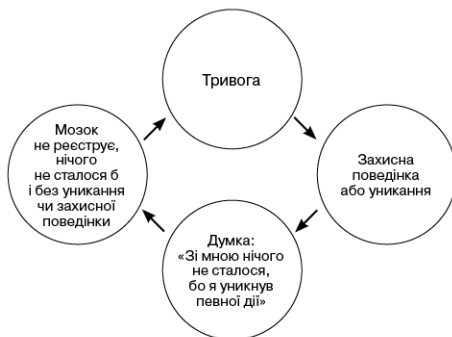 Тривога
Захисна
поведінка
або уникання
Думка:
«Зі мною нічого
не сталося,
бо я уникнув
певної дії»
Мозок
не реєструє,
нічого
не сталося б
і без уникання
чи захисної
поведінки